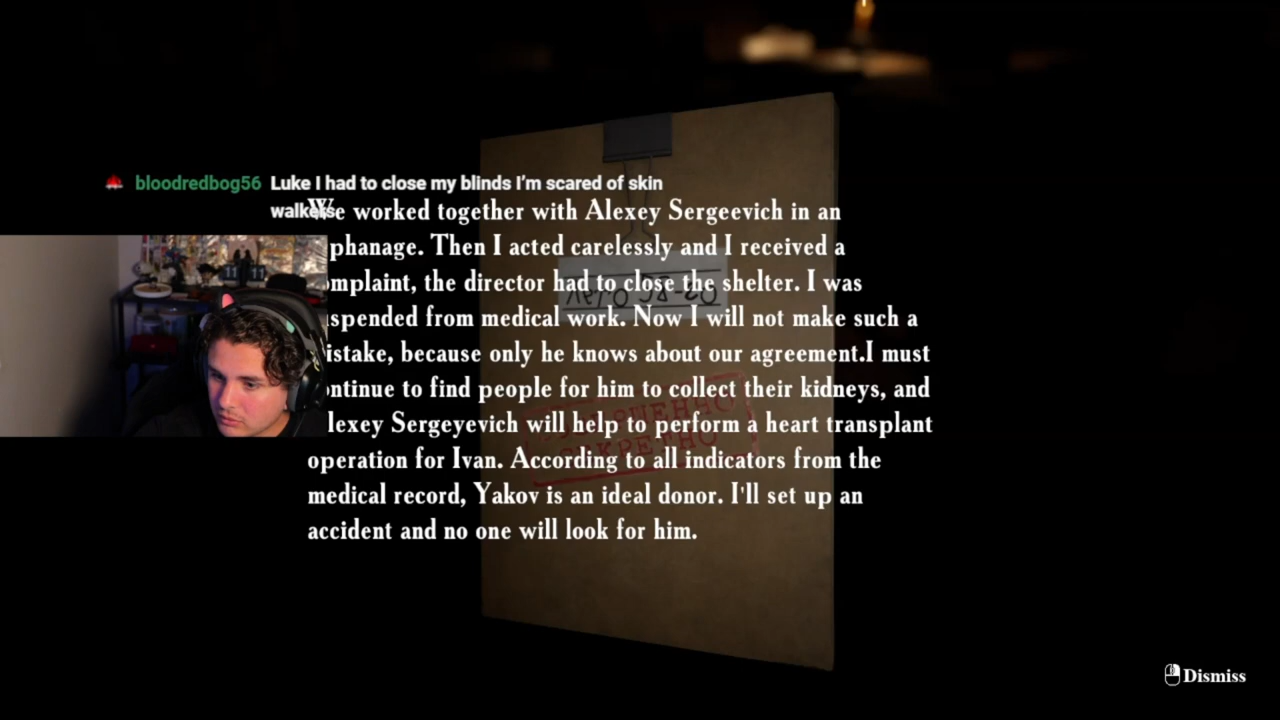 bloodredbog56 Luke I had to close my blinds I'm scared of skin
walkers
We worked together with Alexey Sergeevich in an
phanage. Then I acted carelessly and I received a
mplaint, the director had to close the shelter. I was
spended from medical work. Now I will not make such a
istake, because only he knows about our agreement.I must
ontinue to find people for him to collect their kidneys, and
lexey Sergeyevich will help to perform a heart transplant
operation for Ivan. According to all indicators from the
medical record, Yakov is an ideal donor. I'll set up an
accident and no one will look for him.
11 11
Dismiss